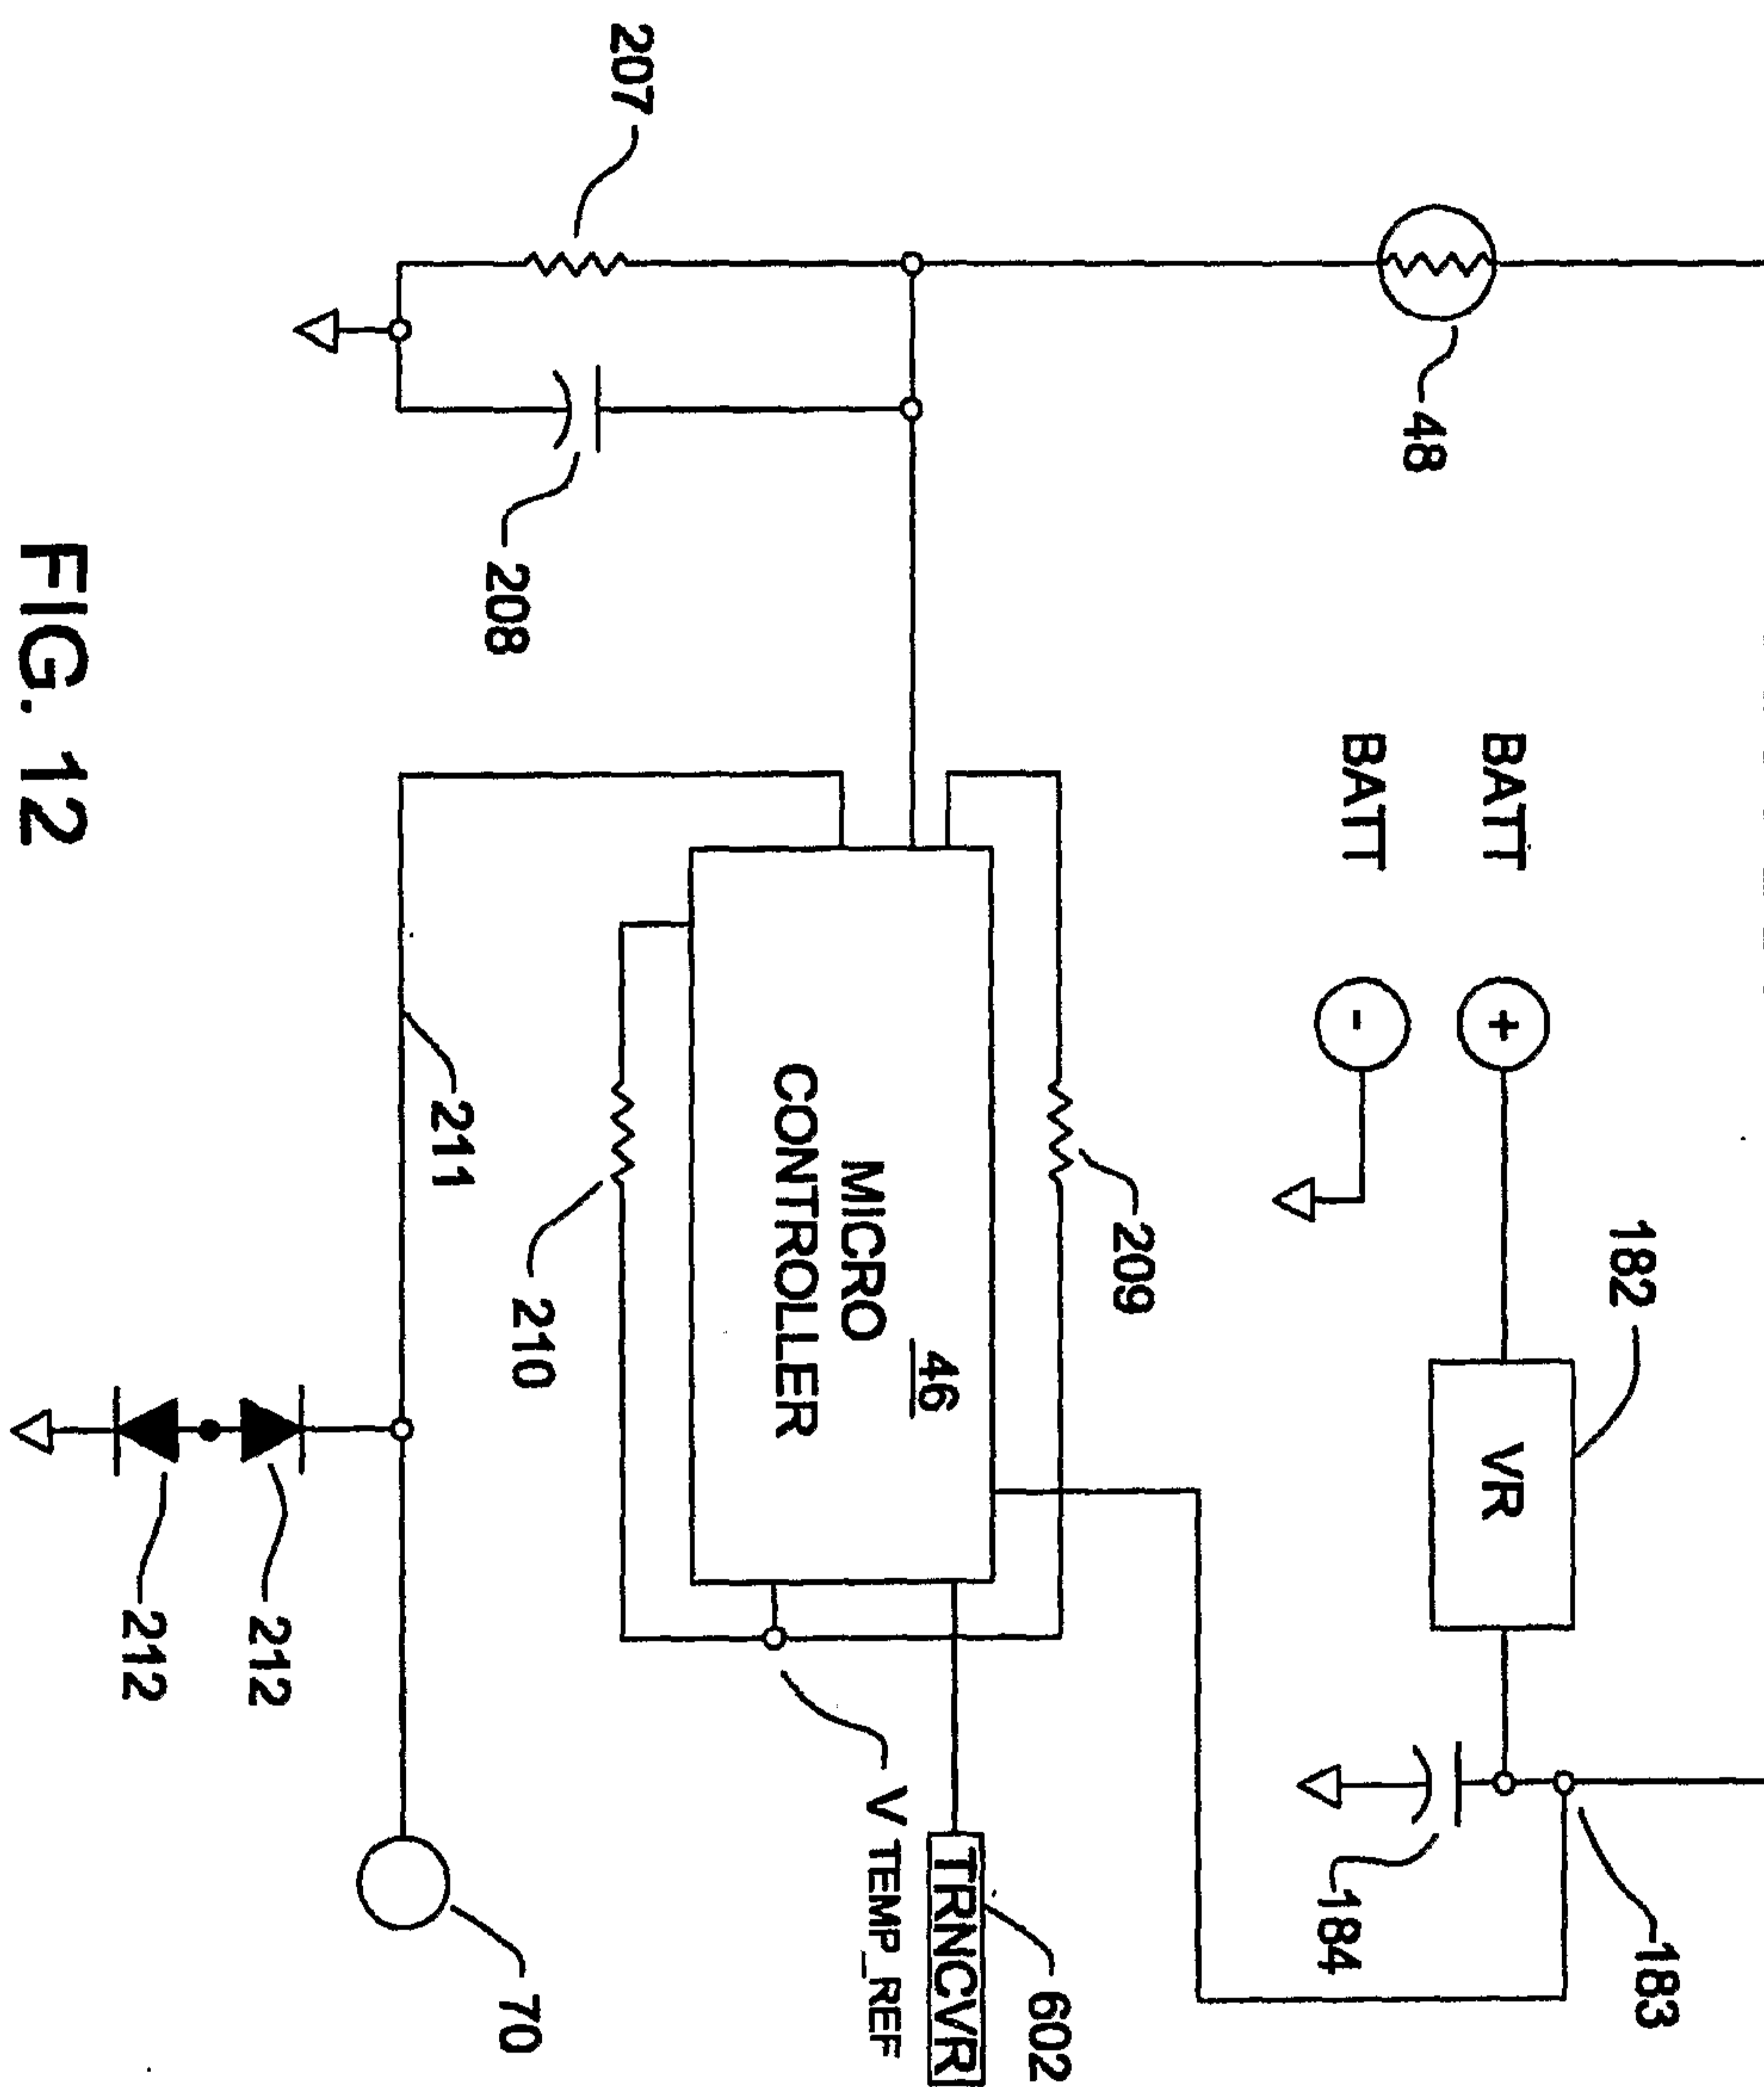 182
183
BATT
+
VR
48
BATT
-
184
209
602
46
TRNCVR
V TEMP_REF
MICRO
CONTROLLER
207
210
70
208
211
212
212
FIG. 12